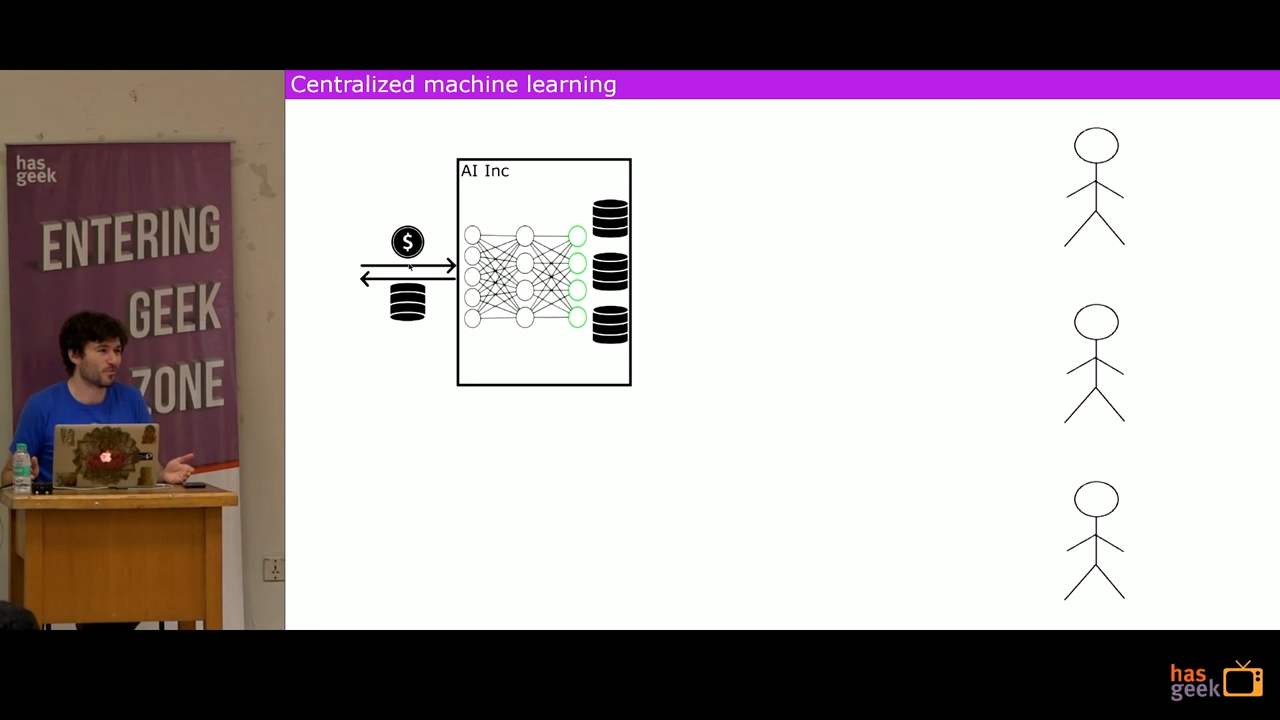 Centralized machine learning
has
geek
ENTERING
GEEK
ZONE
AI Inc
$
has
geek